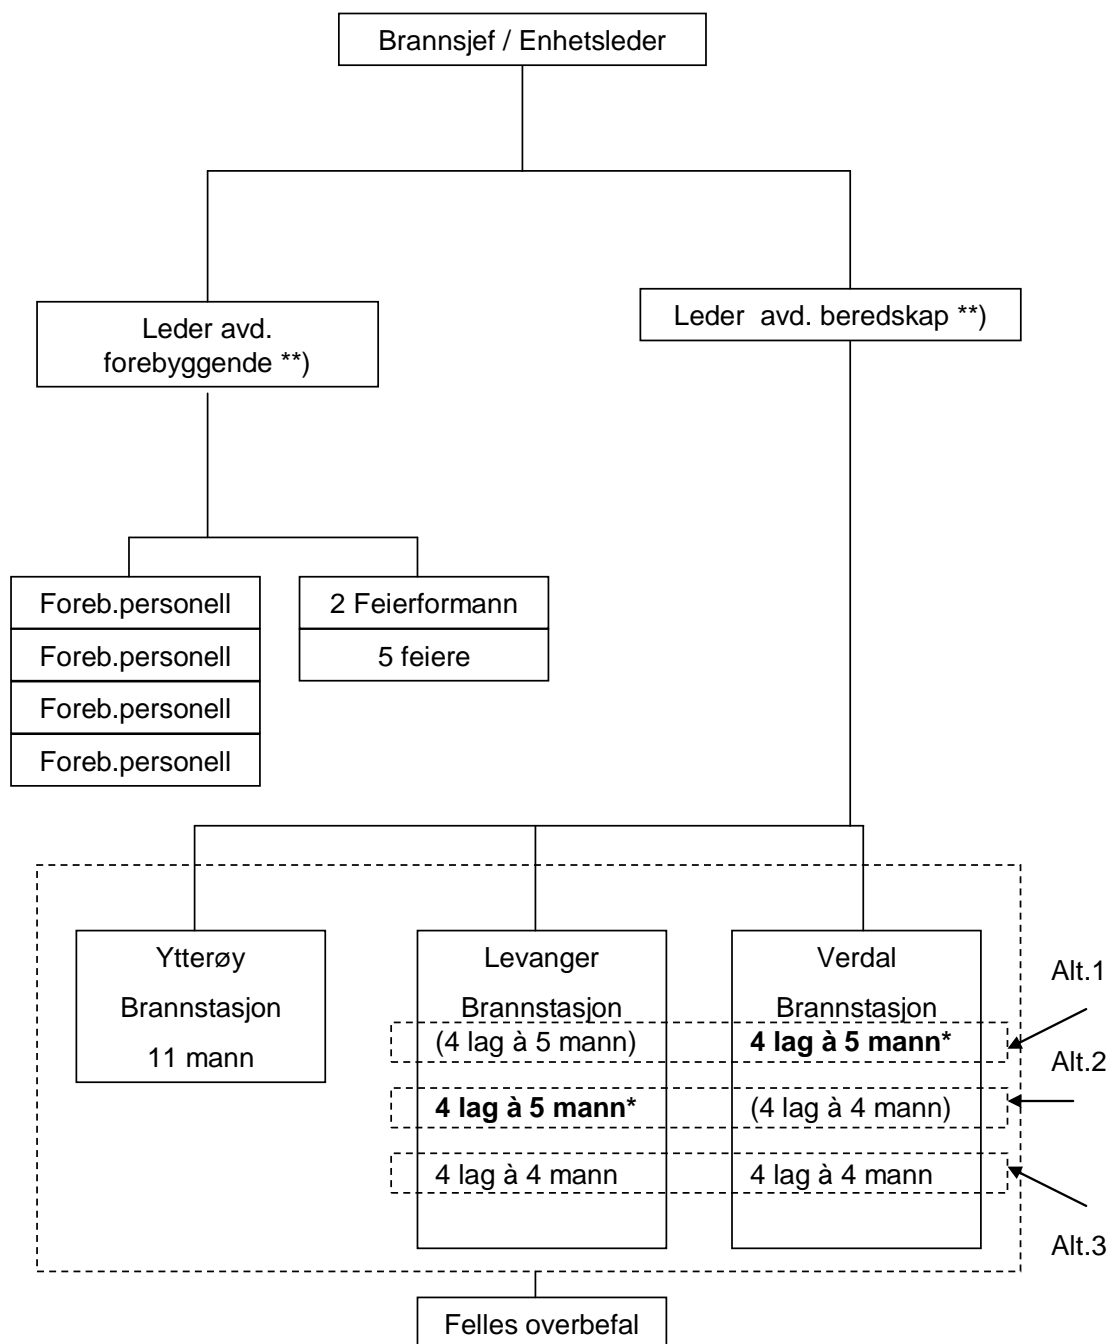 Brannsjef / Enhetsleder
Leder avd.
forebyggende **)
Leder avd. beredskap **)
Foreb.personell
Foreb.personell
Foreb.personell
Foreb.personell
2 Feierformann
5 feiere
Ytterøy
Brannstasjon
11 mann
Levanger
Brannstasjon
(4 lag à 5 mann)
4 lag à 5 mann*
4 lag à 4 mann
Verdal
Brannstasjon
4 lag à 5 mann*
(4 lag à 4 mann)
4 lag à 4 mann
Alt.1
Alt.2
Alt.3
Felles overbefal